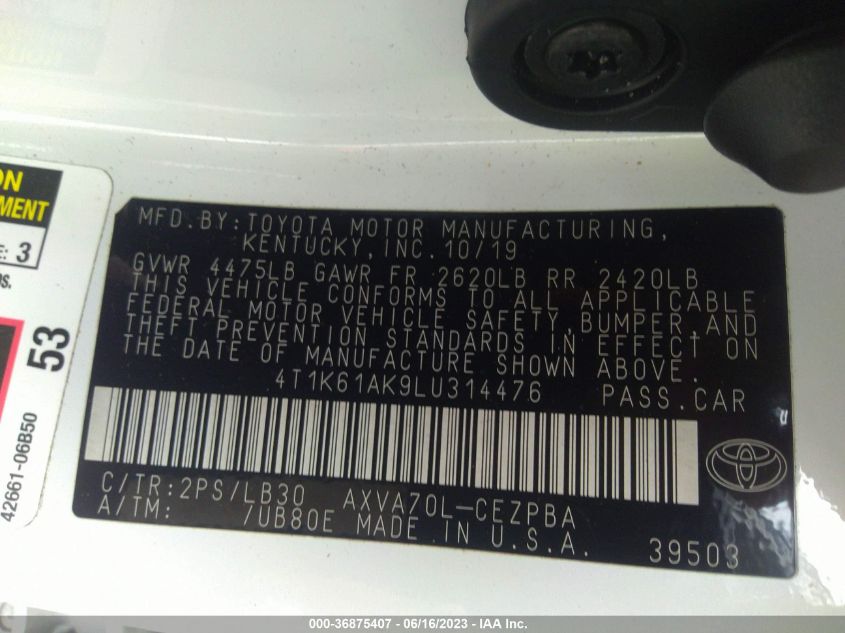 ON
MENT
E: 3
os.
53
42661-06B50
MFD.BY:TOYOTA MOTOR MANUFACTURING,
KENTUCKY,INC.10/19
GVWR 4475LB GAWR FR 2620LB RR 2420LB
THIS VEHICLE CONFORMS TO ALL APPLICABLE
FEDERAL MOTOR VEHICLE SAFETY,BUMPER,AND
THEFT PREVENTION STANDARDS IN EFFECT ON
THE DATE OF MANUFACTURE SHOWN ABOVE.
4T1K61AK9LU314476 PASS.CAR
C/TR:2PS/LB30 AXVA70L-CEZPBA
A/TM: /UB80E MADE IN U.S.A. 39503
000-36875407 - 06/16/2023 - IAA Inc.